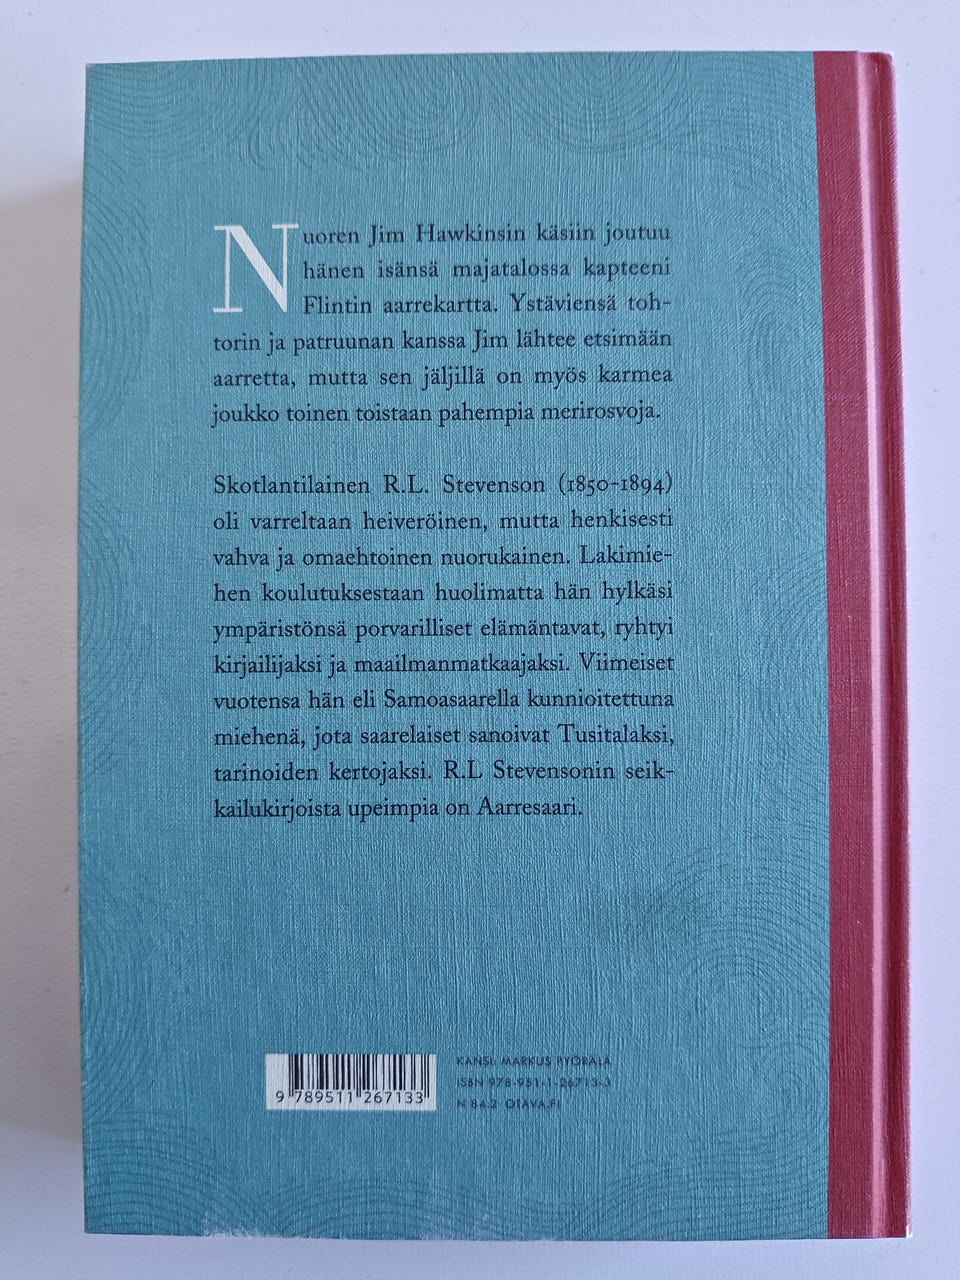 Nuoren Jim Hawkinsin käsiin joutuu
hänen isänsä majatalossa kapteeni
Flintin aarrekartta. Ystäviensä toh-
torin ja patruunan kanssa Jim lähtee etsimään
aarretta, mutta sen jäljillä on myös karmea
joukko toinen toistaan pahempia merirosvoja.
Skotlantilainen R.L. Stevenson (1850-1894)
oli varreltaan heiveröinen, mutta henkisesti
vahva ja omaehtoinen nuorukainen. Lakimie-
hen koulutuksestaan huolimatta hän hylkäsi
ympäristönsä porvarilliset elämäntavat, ryhtyi
kirjailijaksi ja maailmanmatkaajaksi. Viimeiset
vuotensa hän eli Samoasaarella kunnioitettuna
miehenä, jota saarelaiset sanoivat Tusitalaksi,
tarinoiden kertojaksi. R.L Stevensonin seik-
kailukirjoista upeimpia on Aarresaari.
9 789511 267133
KANSI: MARKUS PYÖRÄLÄ
ISBN 978-951-1-26713-3
N 84.2 OTAVA.FI